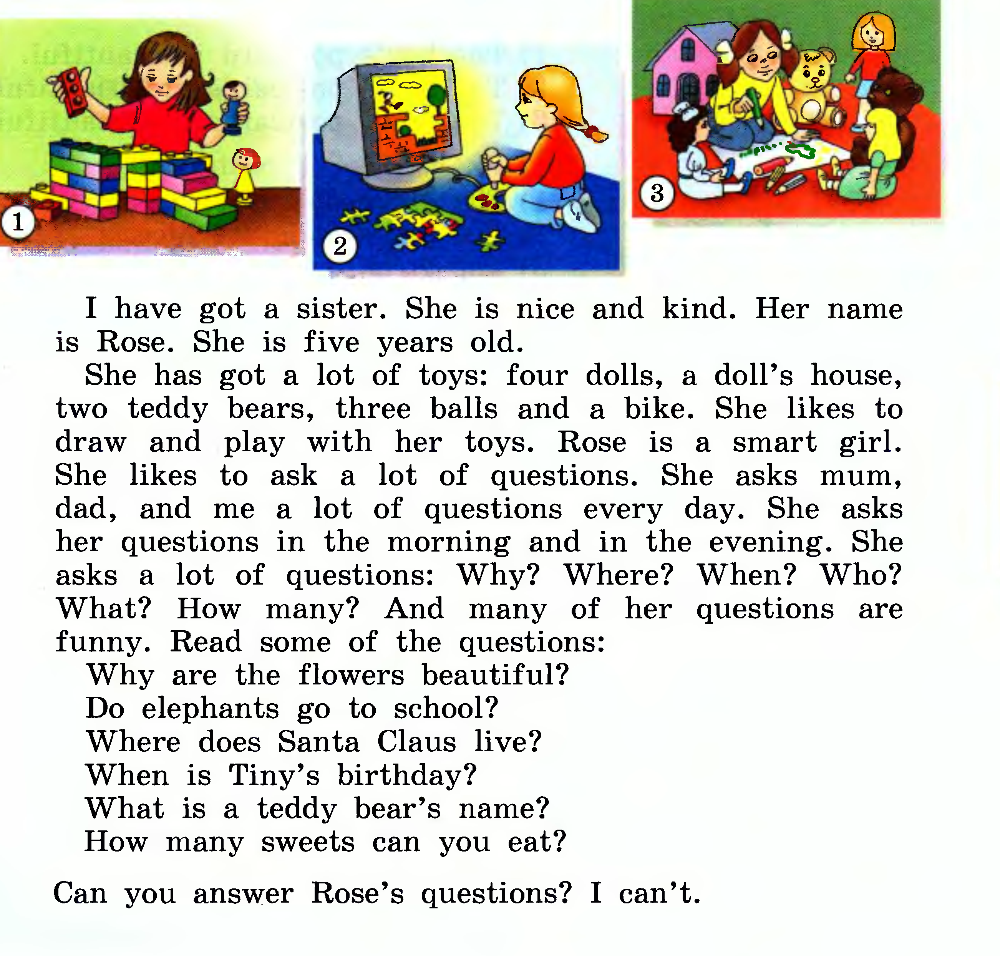 1
2
3
I have got a sister. She is nice and kind. Her name
is Rose. She is five years old.
She has got a lot of toys: four dolls, a doll's house,
two teddy bears, three balls and a bike. She likes to
draw and play with her toys. Rose is a smart girl.
She likes to ask a lot of questions. She asks mum,
dad, and me a lot of questions every day. She asks
her questions in the morning and in the evening. She
asks a lot of questions: Why? Where? When? Who?
What? How many? And many of her questions are
funny. Read some of the questions:
Why are the flowers beautiful?
Do elephants go to school?
Where does Santa Claus live?
When is Tiny's birthday?
What is a teddy bear's name?
How many sweets can you eat?
Can you answer Rose's questions? I can't.